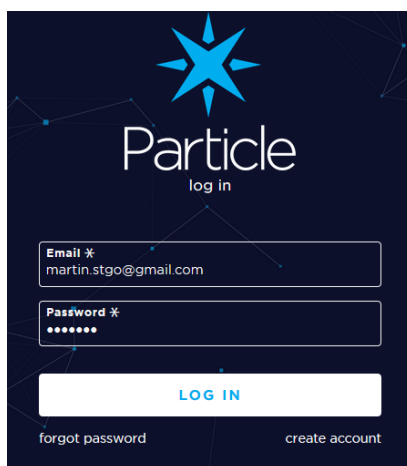 Particle
log in
Email *
martin.stgo@gmail.com
Password *
•••••••
LOG IN
forgot password
create account